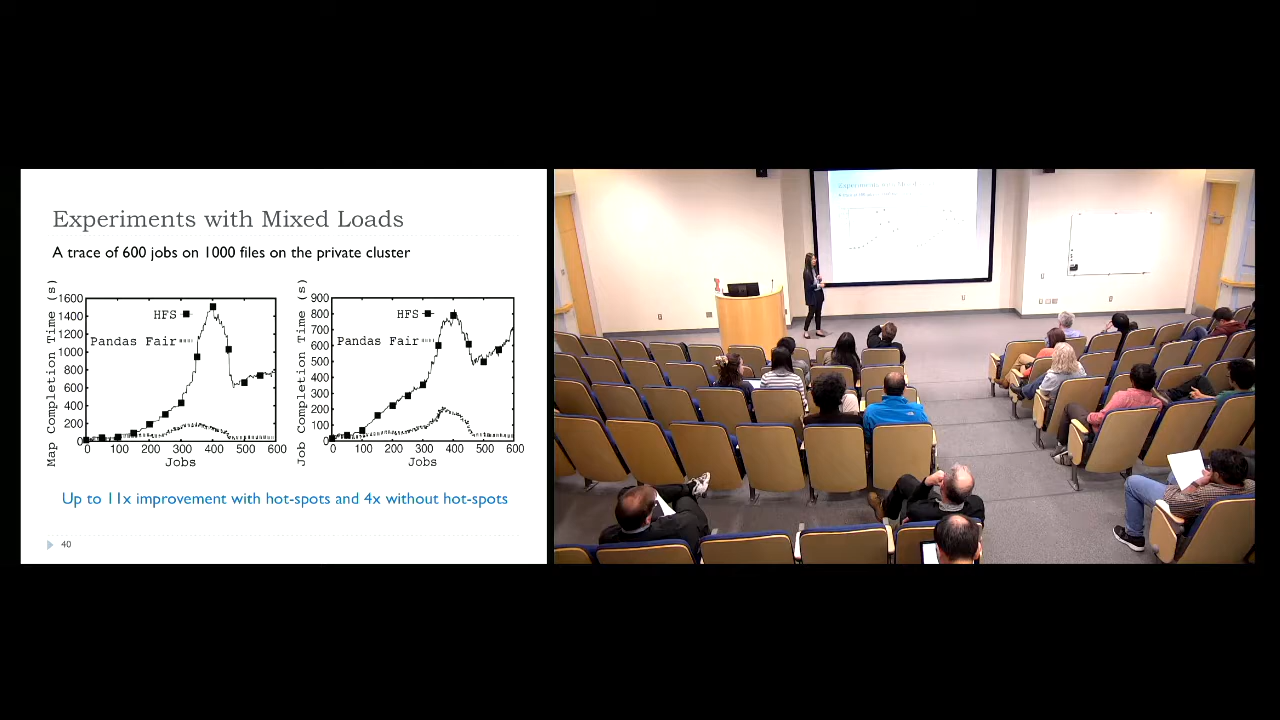 Experiments with Mixed Loads
A trace of 600 jobs on 1000 files on the private cluster
Map Completion Time (s)
1600
1400
1200
1000
800
600
400
200
0
HFS
Pandas Fair
0 100 200 300 400 500 600
Jobs
Job Completion Time (s)
900
800
700
600
500
400
300
200
100
0
HFS
Pandas Fair
0 100 200 300 400 500 600
Jobs
Up to 11x improvement with hot-spots and 4x without hot-spots
40